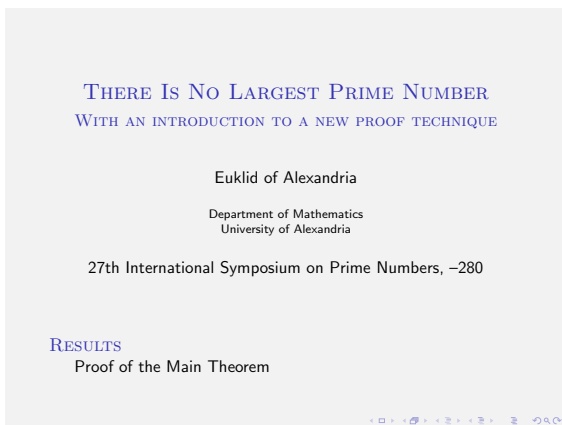 There Is No Largest Prime Number
With an introduction to a new proof technique
Euklid of Alexandria
Department of Mathematics
University of Alexandria
27th International Symposium on Prime Numbers, –280
Results
Proof of the Main Theorem